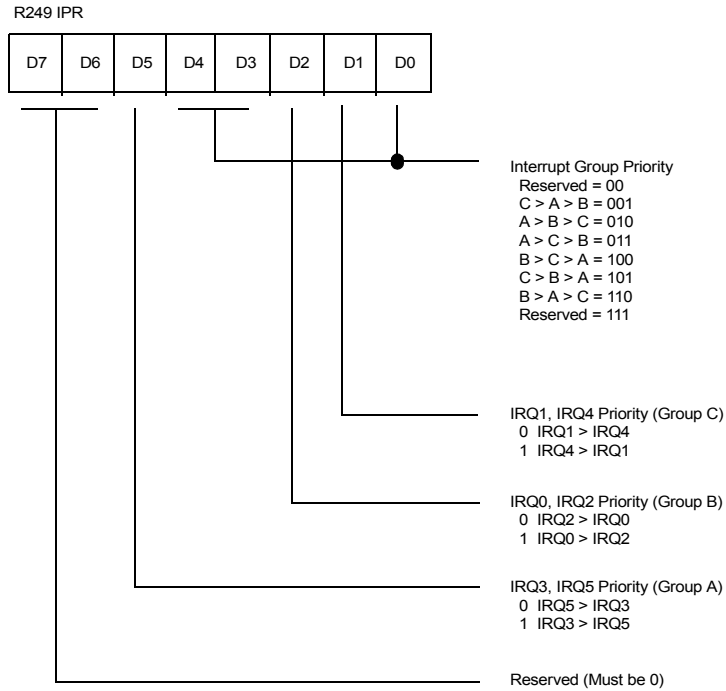 R249 IPR
D7 D6 D5 D4 D3 D2 D1 D0
Interrupt Group Priority
Reserved = 00
C > A > B = 001
A > B > C = 010
A > C > B = 011
B > C > A = 100
C > B > A = 101
B > A > C = 110
Reserved = 111
IRQ1, IRQ4 Priority (Group C)
0 IRQ1 > IRQ4
1 IRQ4 > IRQ1
IRQ0, IRQ2 Priority (Group B)
0 IRQ2 > IRQ0
1 IRQ0 > IRQ2
IRQ3, IRQ5 Priority (Group A)
0 IRQ5 > IRQ3
1 IRQ3 > IRQ5
Reserved (Must be 0)